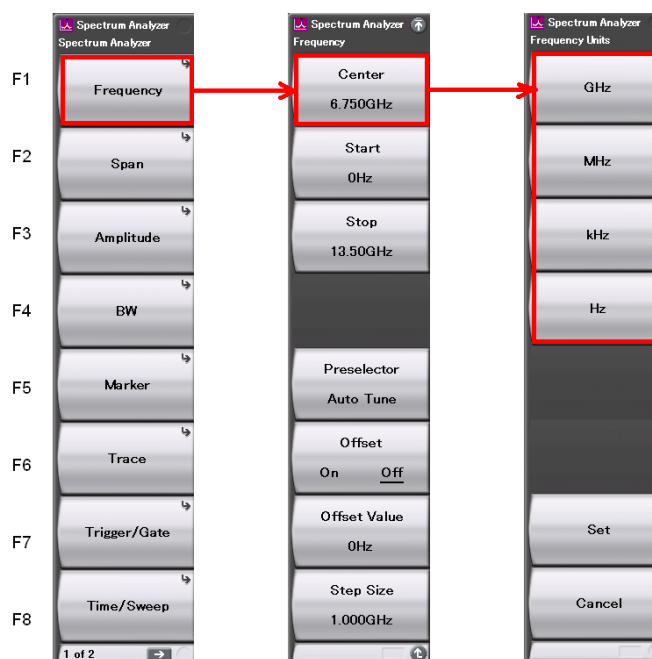 F1
F2
F3
F4
F5
F6
F7
F8
Spectrum Analyzer
Spectrum Analyzer
Frequency
Span
Amplitude
BW
Marker
Trace
Trigger/Gate
Time/Sweep
1 of 2
Spectrum Analyzer
Frequency
Center
6.750GHz
Start
0Hz
Stop
13.50GHz
Preselector
Auto Tune
Offset
On Off
Offset Value
0Hz
Step Size
1.000GHz
Spectrum Analyzer
Frequency Units
GHz
MHz
kHz
Hz
Set
Cancel